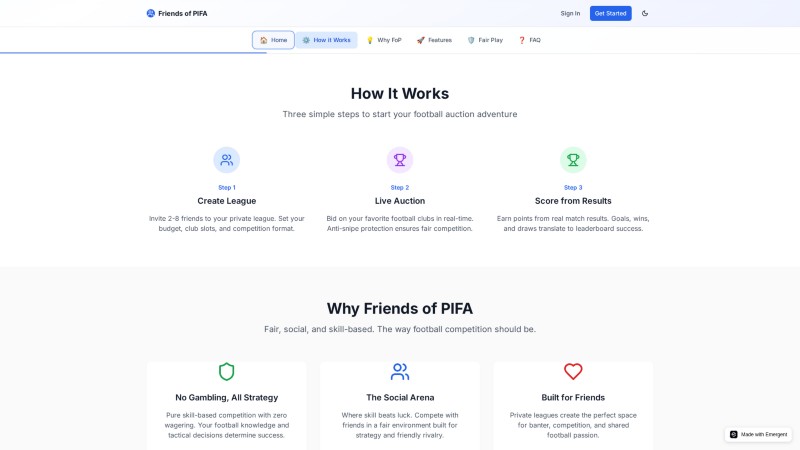 Friends of PIFA
Sign In
Get Started
Home
How it Works
Why FoP
Features
Fair Play
FAQ
How It Works
Three simple steps to start your football auction adventure
Step 1
Create League
Invite 2-8 friends to your private league. Set your
budget, club slots, and competition format.
Step 2
Live Auction
Bid on your favorite football clubs in real-time.
Anti-snipe protection ensures fair competition.
Step 3
Score from Results
Earn points from real match results. Goals, wins,
and draws translate to leaderboard success.
Why Friends of PIFA
Fair, social, and skill-based. The way football competition should be.
No Gambling, All Strategy
Pure skill-based competition with zero
wagering. Your football knowledge and
tactical decisions determine success.
The Social Arena
Where skill beats luck. Compete with
friends in a fair environment built for
strategy and friendly rivalry.
Built for Friends
Private leagues create the perfect space
for banter, competition, and shared
football passion.
Made with Emergent